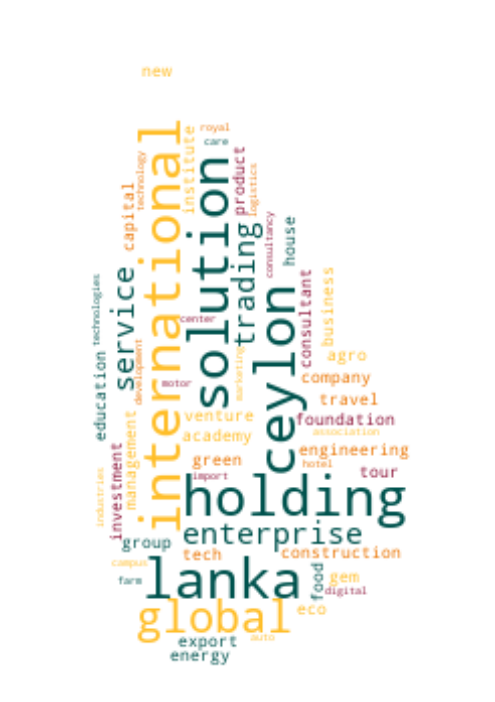 new
royal
care
international
institute
technology
solution
product
logistics
capital
consultancy
trading
house
service
technologies
ceylon
consultant
business
center
development
marketing
agro
education
motor
company
travel
management
venture
foundation
academy
association
engineering
investment
green
hotel
industries
import
tour
holding
enterprise
group
tech
construction
campus
lanka
food
gem
farm
digital
global
eco
export
auto
energy